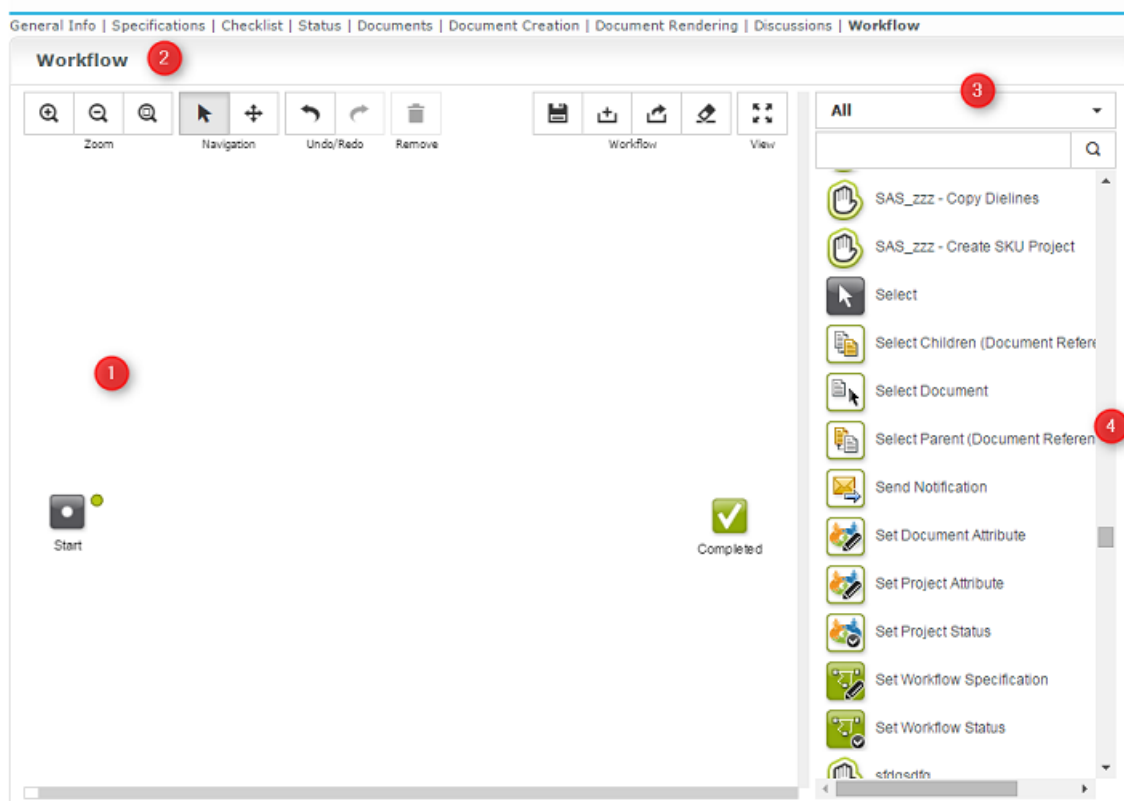 General Info | Specifications | Checklist | Status | Documents | Document Creation | Document Rendering | Discussions | Workflow
Workflow
2
3
All
Zoom
Navigation
Undo/Redo
Remove
Workflow
View
SAS_zzz - Copy Dielines
SAS_zzz - Create SKU Project
Select
Select Children (Document Refere
1
Select Document
Select Parent (Document Referen
4
Send Notification
Start
Completed
Set Document Attribute
Set Project Attribute
Set Project Status
Set Workflow Specification
Set Workflow Status